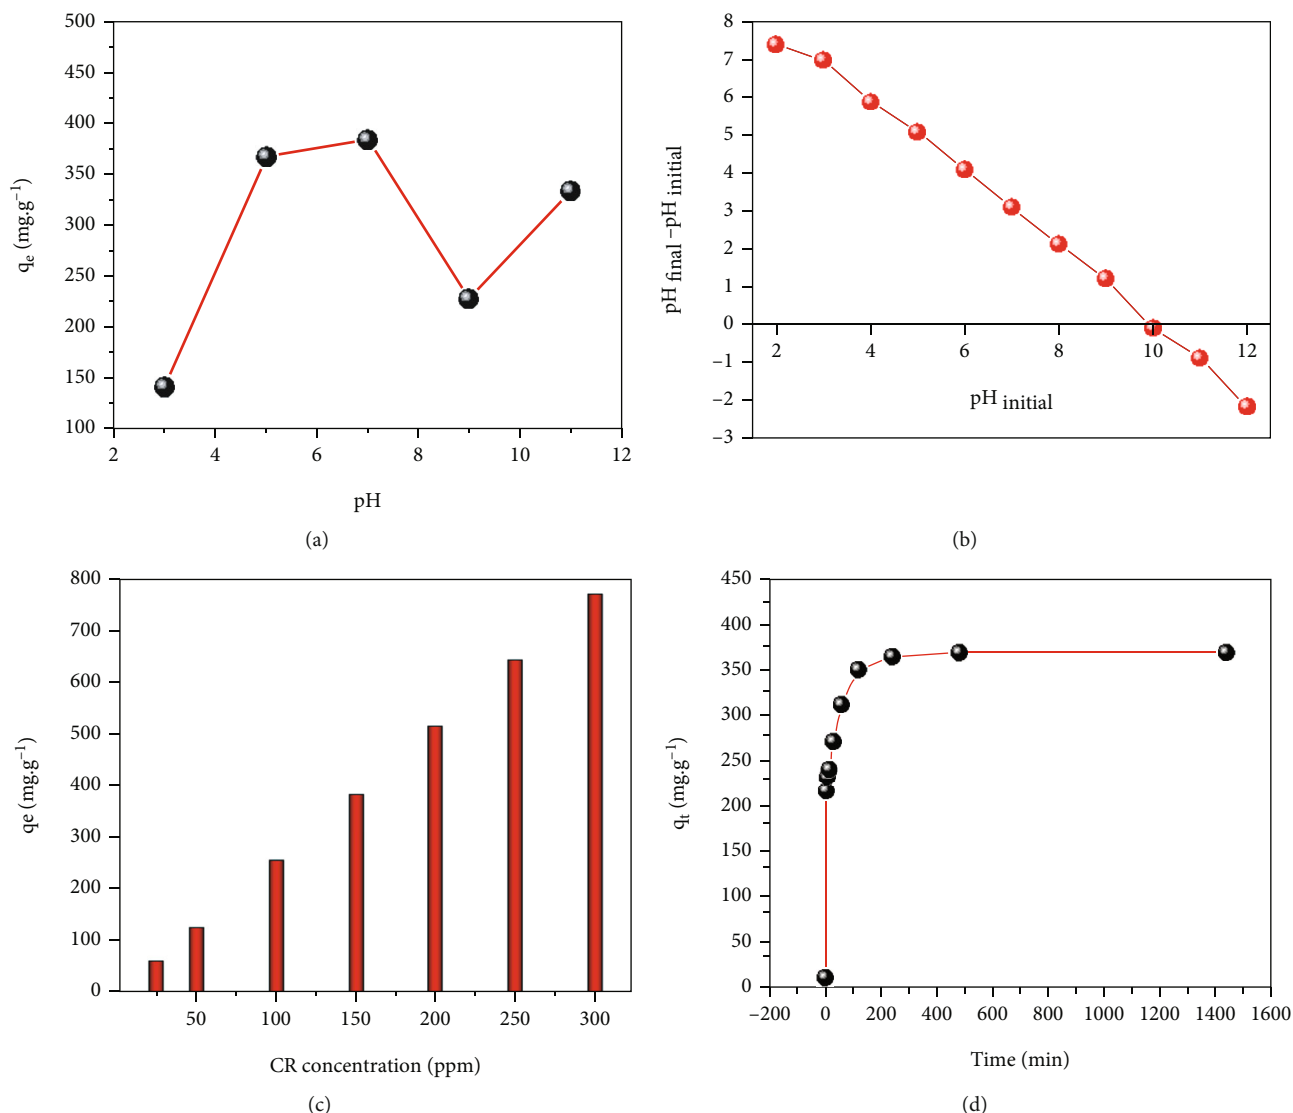 500
450
400
350
300
250
200
150
100
2 4 6 8 10 12
qₑ (mg.g⁻¹)
pH
(a)
8
7
6
5
4
3
2
1
0
−1
−2
−3
2 4 6 8 10 12
pH final −pH initial
pH initial
(b)
800
700
600
500
400
300
200
100
0
50 100 150 200 250 300
qe (mg.g⁻¹)
CR concentration (ppm)
(c)
450
400
350
300
250
200
150
100
50
0
−200 0 200 400 600 800 1000 1200 1400 1600
qₜ (mg.g⁻¹)
Time (min)
(d)